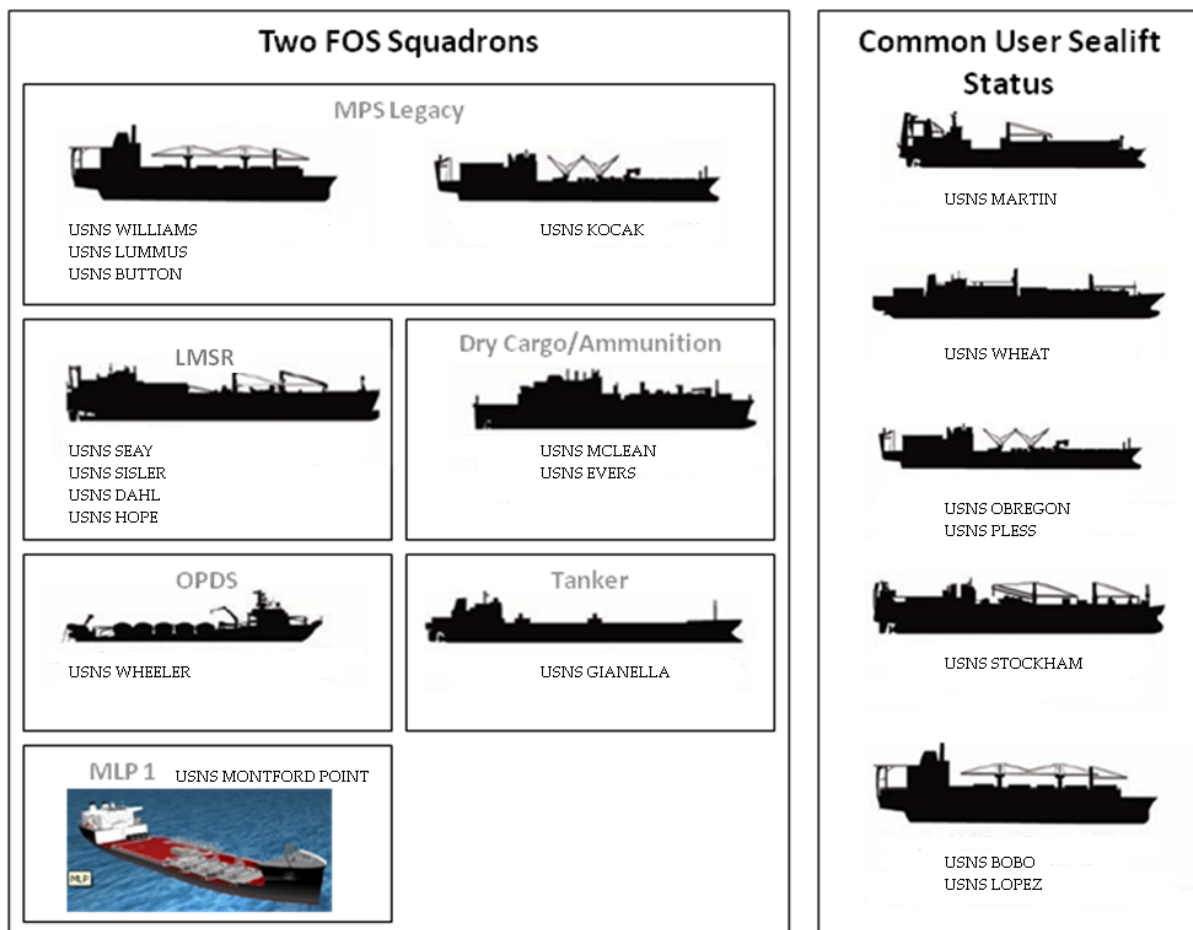 Two FOS Squadrons
MPS Legacy
USNS WILLIAMS
USNS LUMMUS
USNS BUTTON
USNS KOCAK
LMSR
USNS SEAY
USNS SISLER
USNS DAHL
USNS HOPE
Dry Cargo/Ammunition
USNS MCLEAN
USNS EVERS
OPDS
USNS WHEELER
Tanker
USNS GIANELLA
MLP 1
USNS MONTFORD POINT
MLP
Common User Sealift
Status
USNS MARTIN
USNS WHEAT
USNS OBREGON
USNS PLESS
USNS STOCKHAM
USNS BOBO
USNS LOPEZ